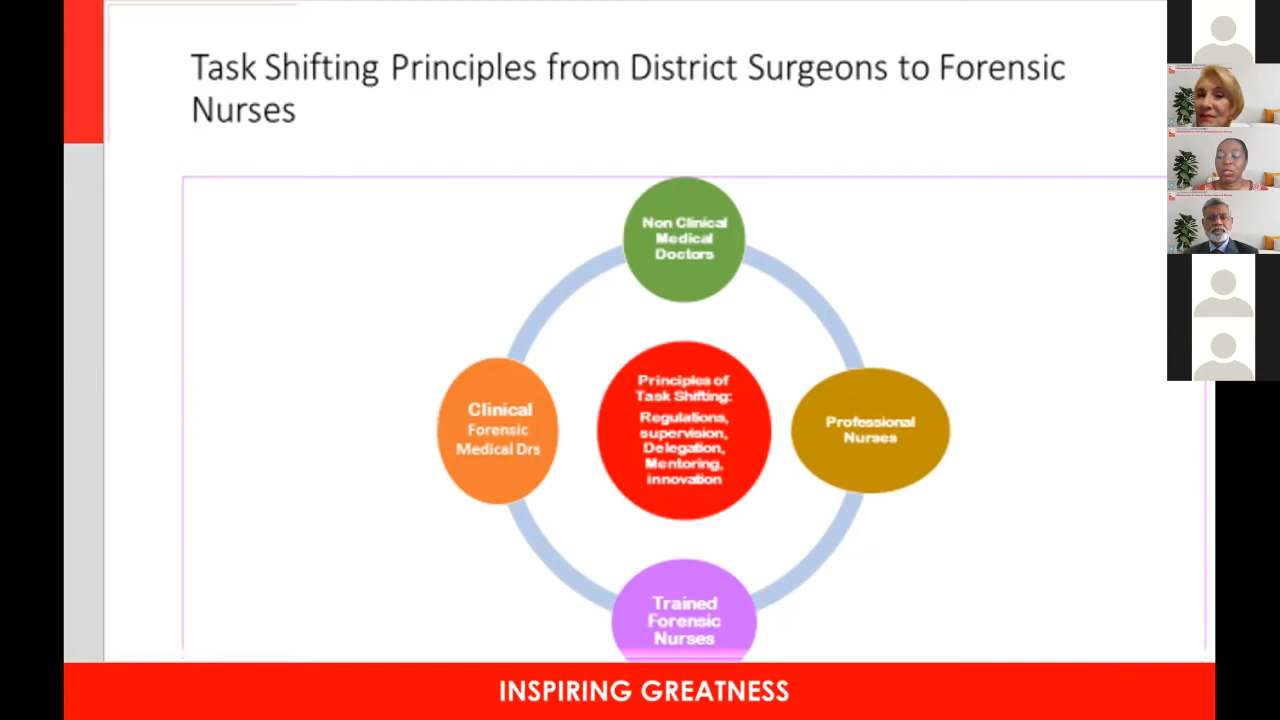 Task Shifting Principles from District Surgeons to Forensic
Nurses
Non Clinical
Medical
Doctors
Clinical
Forensic
Medical Drs
Principles of
Task Shifting:
Regulations,
supervision,
Delegation,
Mentoring,
innovation
Professional
Nurses
Trained
Forensic
Nurses
INSPIRING GREATNESS